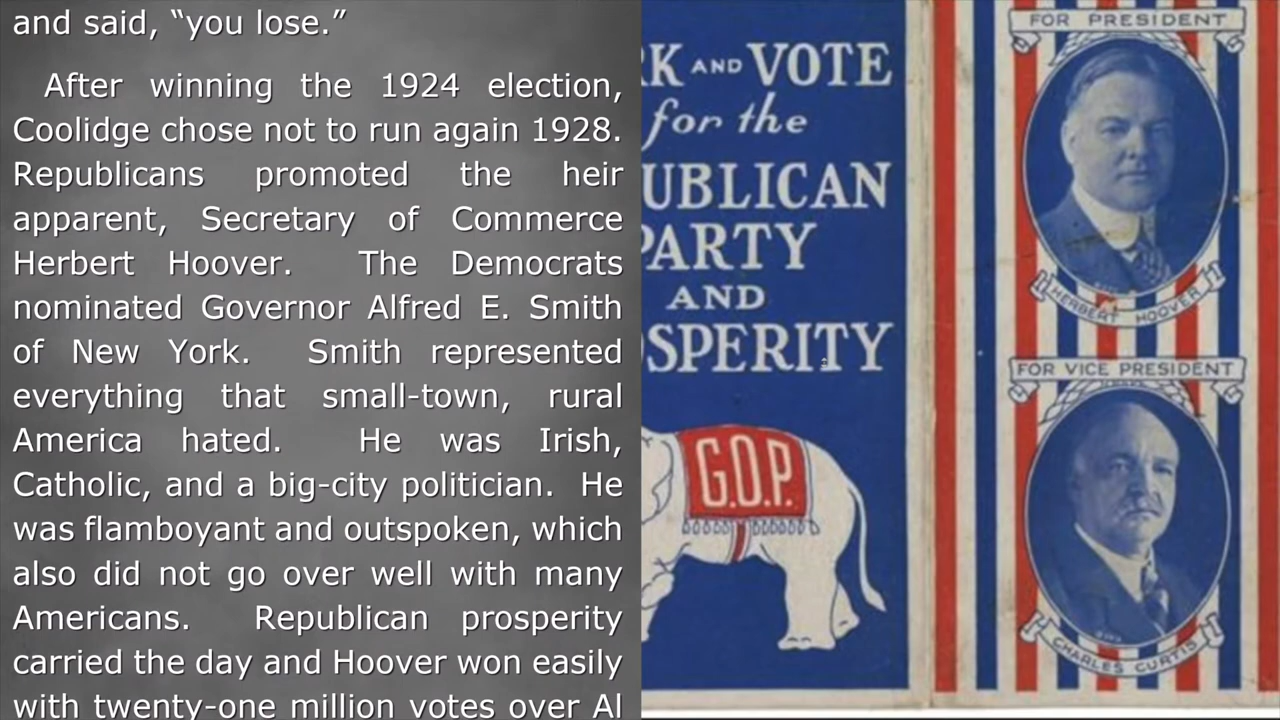 and said, “you lose.”
After winning the 1924 election,
Coolidge chose not to run again 1928.
Republicans promoted the heir
apparent, Secretary of Commerce
Herbert Hoover. The Democrats
nominated Governor Alfred E. Smith
of New York. Smith represented
everything that small-town, rural
America hated. He was Irish,
Catholic, and a big-city politician. He
was flamboyant and outspoken, which
also did not go over well with many
Americans. Republican prosperity
carried the day and Hoover won easily
with twenty-one million votes over Al
RK AND VOTE
for the
UBLICAN
PARTY
AND
OSPERITY
G.O.P.
FOR PRESIDENT
HERBERT HOOVER
FOR VICE PRESIDENT
CHARLES CURTIS